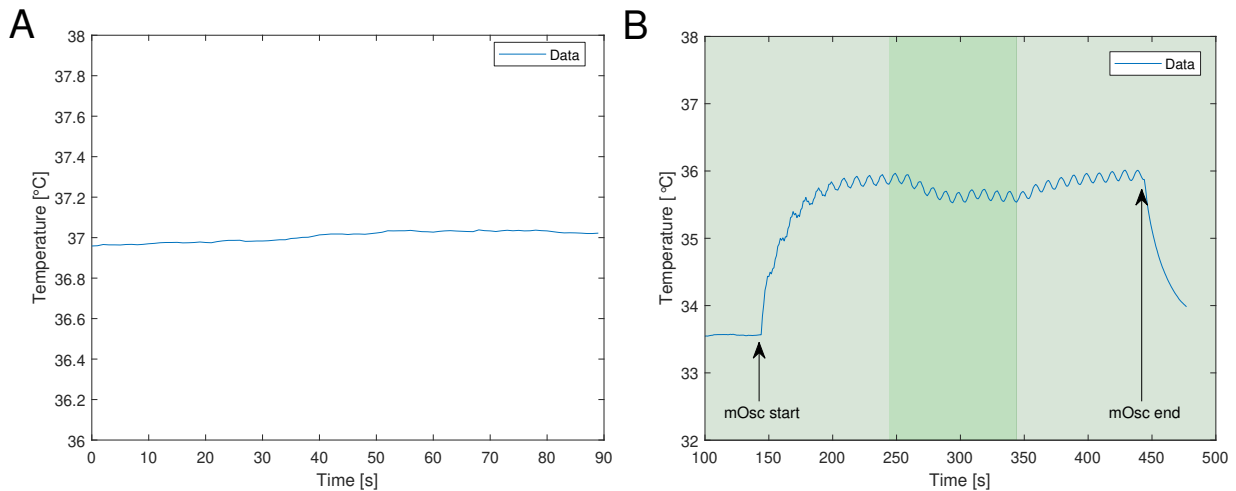 A
38
37.8
37.6
37.4
37.2
37
36.8
36.6
36.4
36.2
36
Temperature [°C]
Data
0 10 20 30 40 50 60 70 80 90
Time [s]
B
38
37
36
35
34
33
32
Temperature [°C]
Data
mOsc start
mOsc end
100 150 200 250 300 350 400 450 500
Time [s]